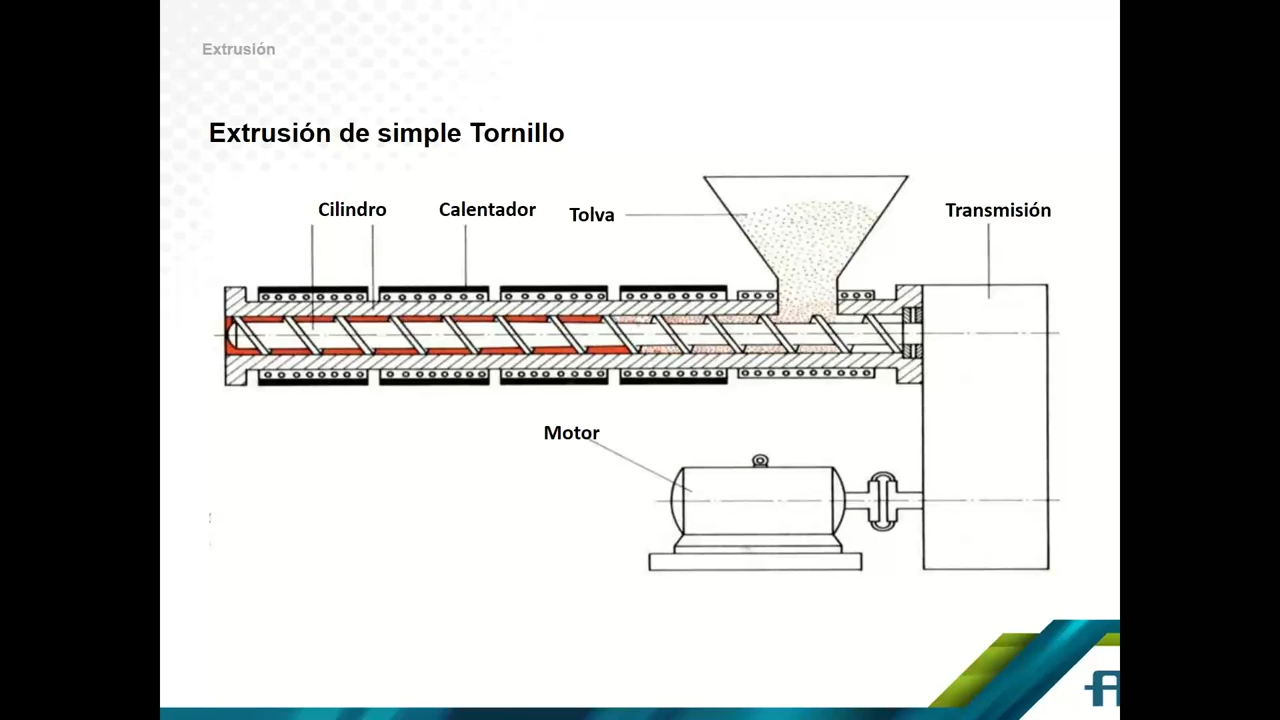 Extrusión
Extrusión de simple Tornillo
Cilindro
Calentador
Tolva
Transmisión
Motor